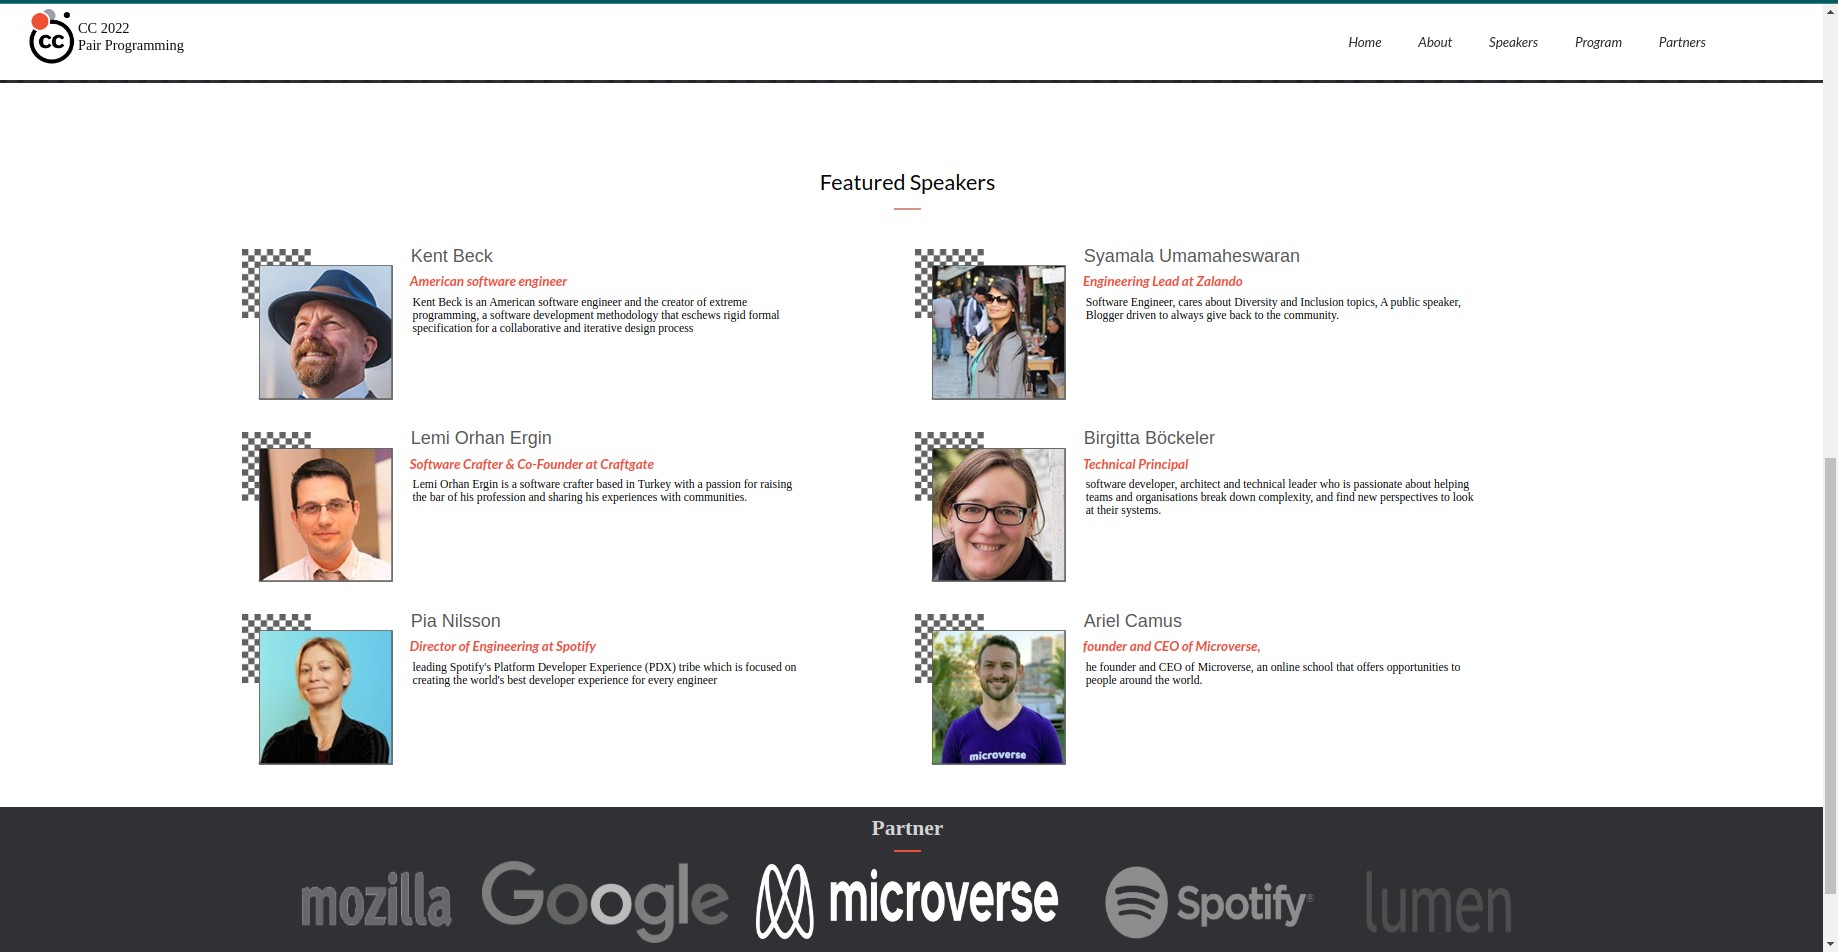 CC
CC 2022
Pair Programming
Home
About
Speakers
Program
Partners
Featured Speakers
Kent Beck
American software engineer
Kent Beck is an American software engineer and the creator of extreme
programming, a software development methodology that eschews rigid formal
specification for a collaborative and iterative design process
Syamala Umamaheswaran
Engineering Lead at Zalando
Software Engineer, cares about Diversity and Inclusion topics, A public speaker,
Blogger driven to always give back to the community.
Lemi Orhan Ergin
Software Crafter & Co-Founder at Craftgate
Lemi Orhan Ergin is a software crafter based in Turkey with a passion for raising
the bar of his profession and sharing his experiences with communities.
Birgitta Böckeler
Technical Principal
software developer, architect and technical leader who is passionate about helping
teams and organisations break down complexity, and find new perspectives to look
at their systems.
Pia Nilsson
Director of Engineering at Spotify
leading Spotify's Platform Developer Experience (PDX) tribe which is focused on
creating the world's best developer experience for every engineer
Ariel Camus
founder and CEO of Microverse,
he founder and CEO of Microverse, an online school that offers opportunities to
people around the world.
microverse
Partner
mozilla
Google
microverse
Spotify®
lumen